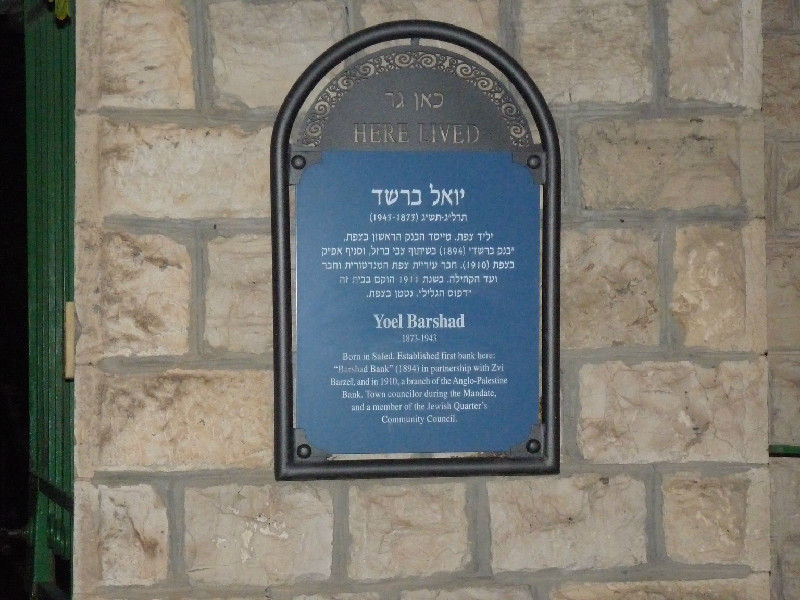 כאן גר
HERE LIVED
יואל ברשד
תרל״ג-תש״ג (1943-1873)
יליד צפת. מייסד הבנק הראשון בצפת,
״בנק ברשד״ (1894) בשיתוף צבי ברזל, וסניף אפ״ק
בצפת (1910). חבר עיריית צפת המנדטורית וחבר
ועד הקהילה. בשנת 1911 הוקם בבית זה
״דפוס הגליל״. נטמן בצפת.
Yoel Barshad
1873-1943
Born in Safed. Established first bank here:
"Barshad Bank" (1894) in partnership with Zvi
Barzel, and in 1910, a branch of the Anglo-Palestine
Bank. Town councilor during the Mandate,
and a member of the Jewish Quarter's
Community Council.